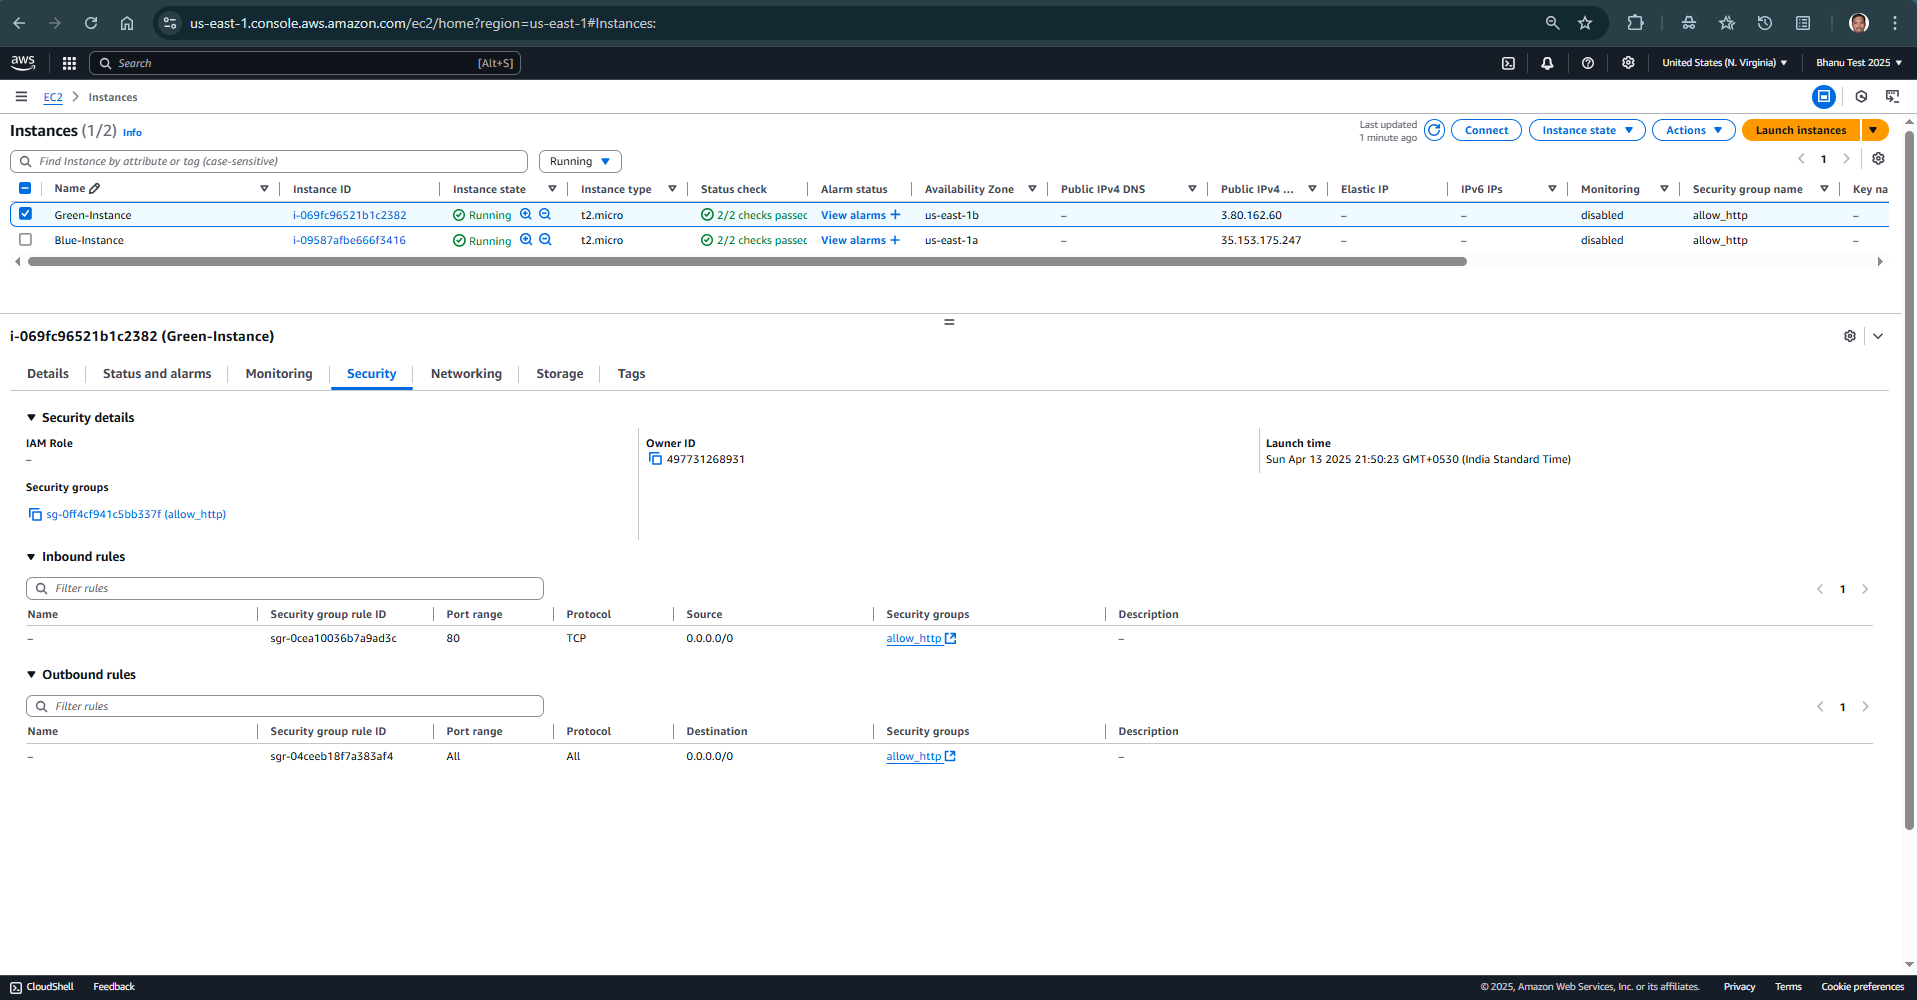 us-east-1.console.aws.amazon.com/ec2/home?region=us-east-1#Instances:
aws
Search [Alt+S]
United States (N. Virginia)
Bhanu Test 2025
EC2 > Instances
Instances (1/2) Info
Last updated
1 minute ago
Connect
Instance state
Actions
Launch instances
Find Instance by attribute or tag (case-sensitive)
Running
1
Name Instance ID Instance state Instance type Status check Alarm status Availability Zone Public IPv4 DNS Public IPv4 ... Elastic IP IPv6 IPs Monitoring Security group name Key na
Green-Instance i-069fc96521b1c2382 Running t2.micro 2/2 checks passec View alarms + us-east-1b – 3.80.162.60 – – disabled allow_http –
Blue-Instance i-09587afbe666f3416 Running t2.micro 2/2 checks passec View alarms + us-east-1a – 35.153.175.247 – – disabled allow_http –
i-069fc96521b1c2382 (Green-Instance)
Details Status and alarms Monitoring Security Networking Storage Tags
Security details
IAM Role
–
Owner ID
497731268931
Launch time
Sun Apr 13 2025 21:50:23 GMT+0530 (India Standard Time)
Security groups
sg-0ff4cf941c5bb337f (allow_http)
Inbound rules
Filter rules
1
Name Security group rule ID Port range Protocol Source Security groups Description
– sgr-0cea10036b7a9ad3c 80 TCP 0.0.0.0/0 allow_http –
Outbound rules
Filter rules
1
Name Security group rule ID Port range Protocol Destination Security groups Description
– sgr-04ceeb18f7a383af4 All All 0.0.0.0/0 allow_http –
CloudShell Feedback
© 2025, Amazon Web Services, Inc. or its affiliates. Privacy Terms Cookie preferences